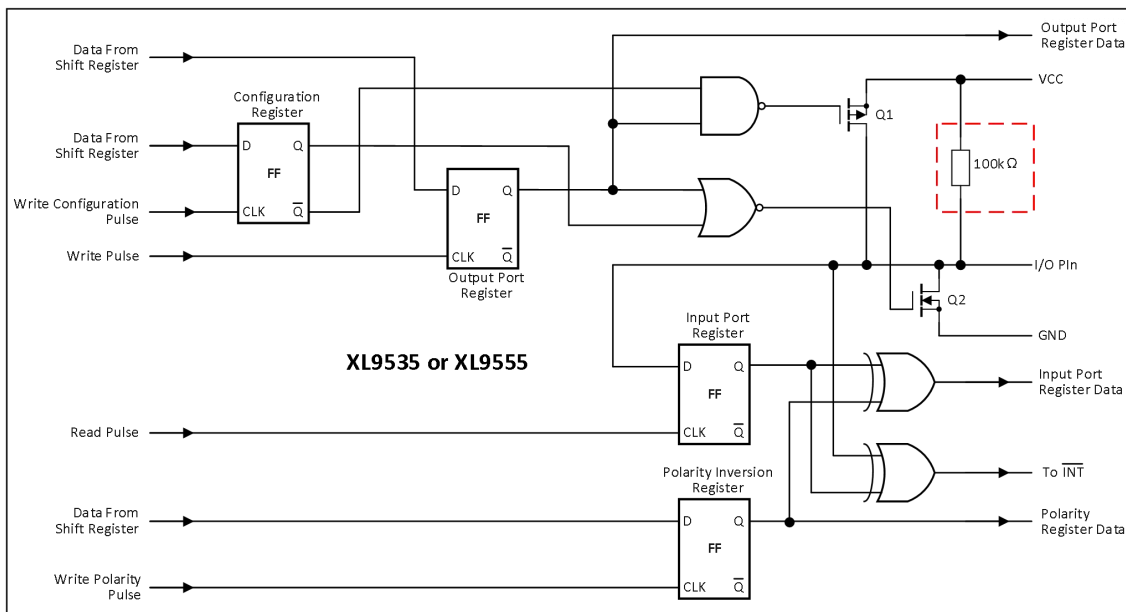 Output Port
Register Data
Data From
Shift Register
VCC
Configuration
Register
Q1
Data From
Shift Register
D
Q
FF
100kΩ
D
Q
Write Configuration
Pulse
CLK
Q̅
FF
Write Pulse
CLK
Q̅
Output Port
Register
I/O PIn
Q2
Input Port
Register
GND
XL9535 or XL9555
D
Q
Input Port
Register Data
FF
Read Pulse
CLK
Q̅
Polarity Inversion
Register
To I̅N̅T̅
Data From
Shift Register
D
Q
Polarity
Register Data
FF
Write Polarity
Pulse
CLK
Q̅